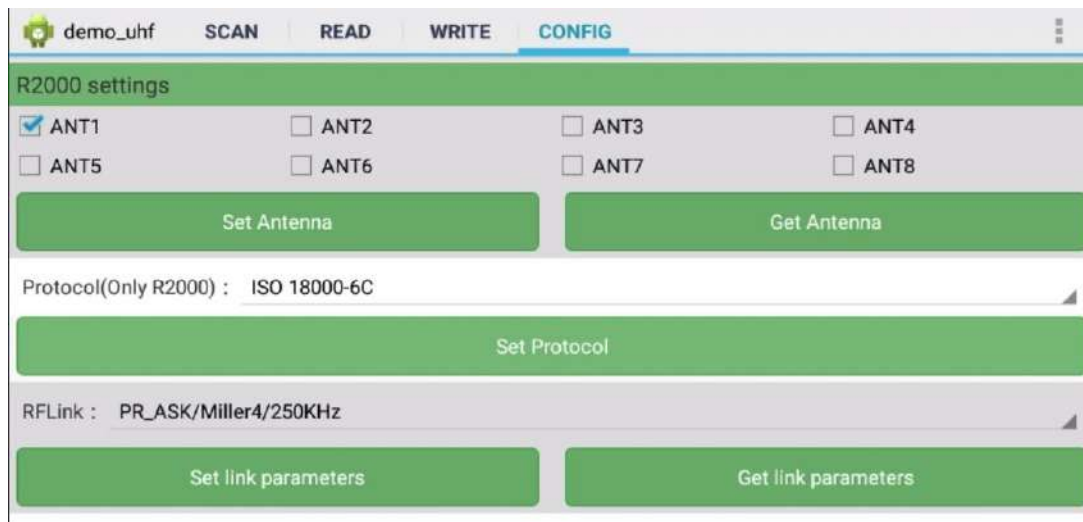 demo_uhf SCAN READ WRITE CONFIG
R2000 settings
ANT1 ANT2 ANT3 ANT4
ANT5 ANT6 ANT7 ANT8
Set Antenna Get Antenna
Protocol(Only R2000) : ISO 18000-6C
Set Protocol
RFLink : PR_ASK/Miller4/250KHz
Set link parameters Get link parameters